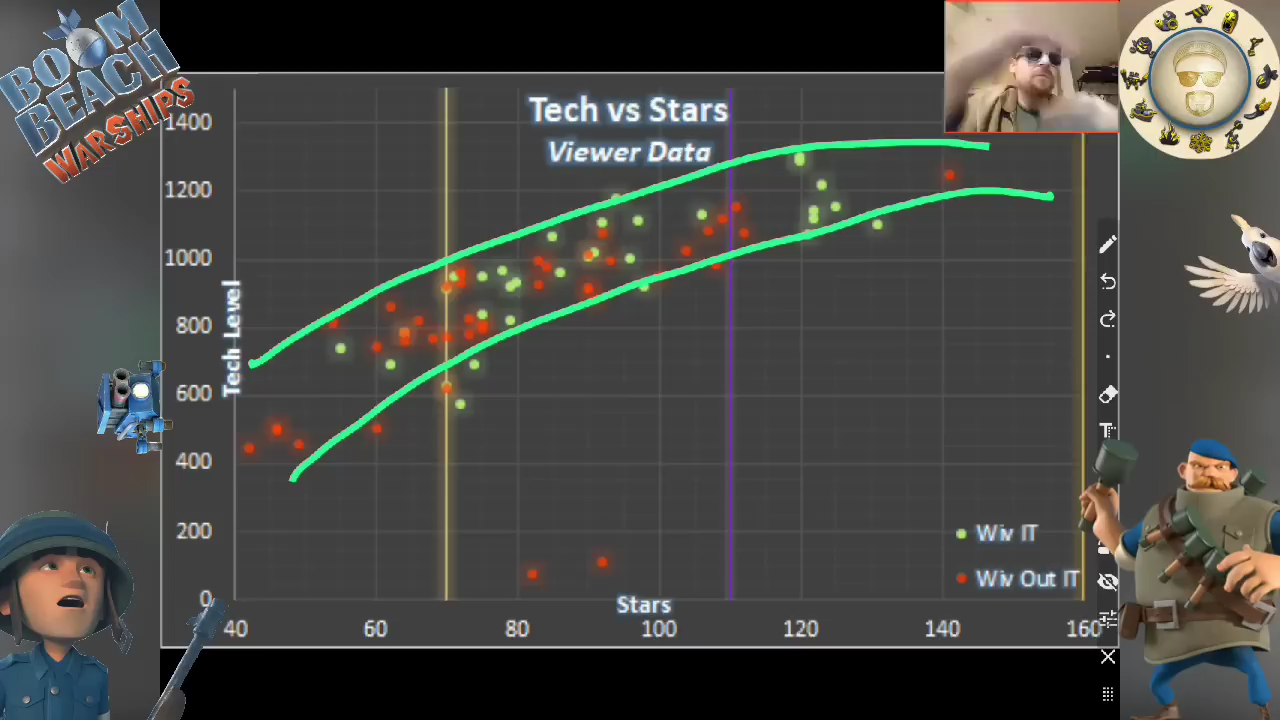 BOOM
BEACH
WARSHIPS
Tech vs Stars
Viewer Data
1400
1200
1000
800
600
400
200
0
Tech Level
40
60
80
100
120
140
160
Stars
Wiv IT
Wiv Out IT
T